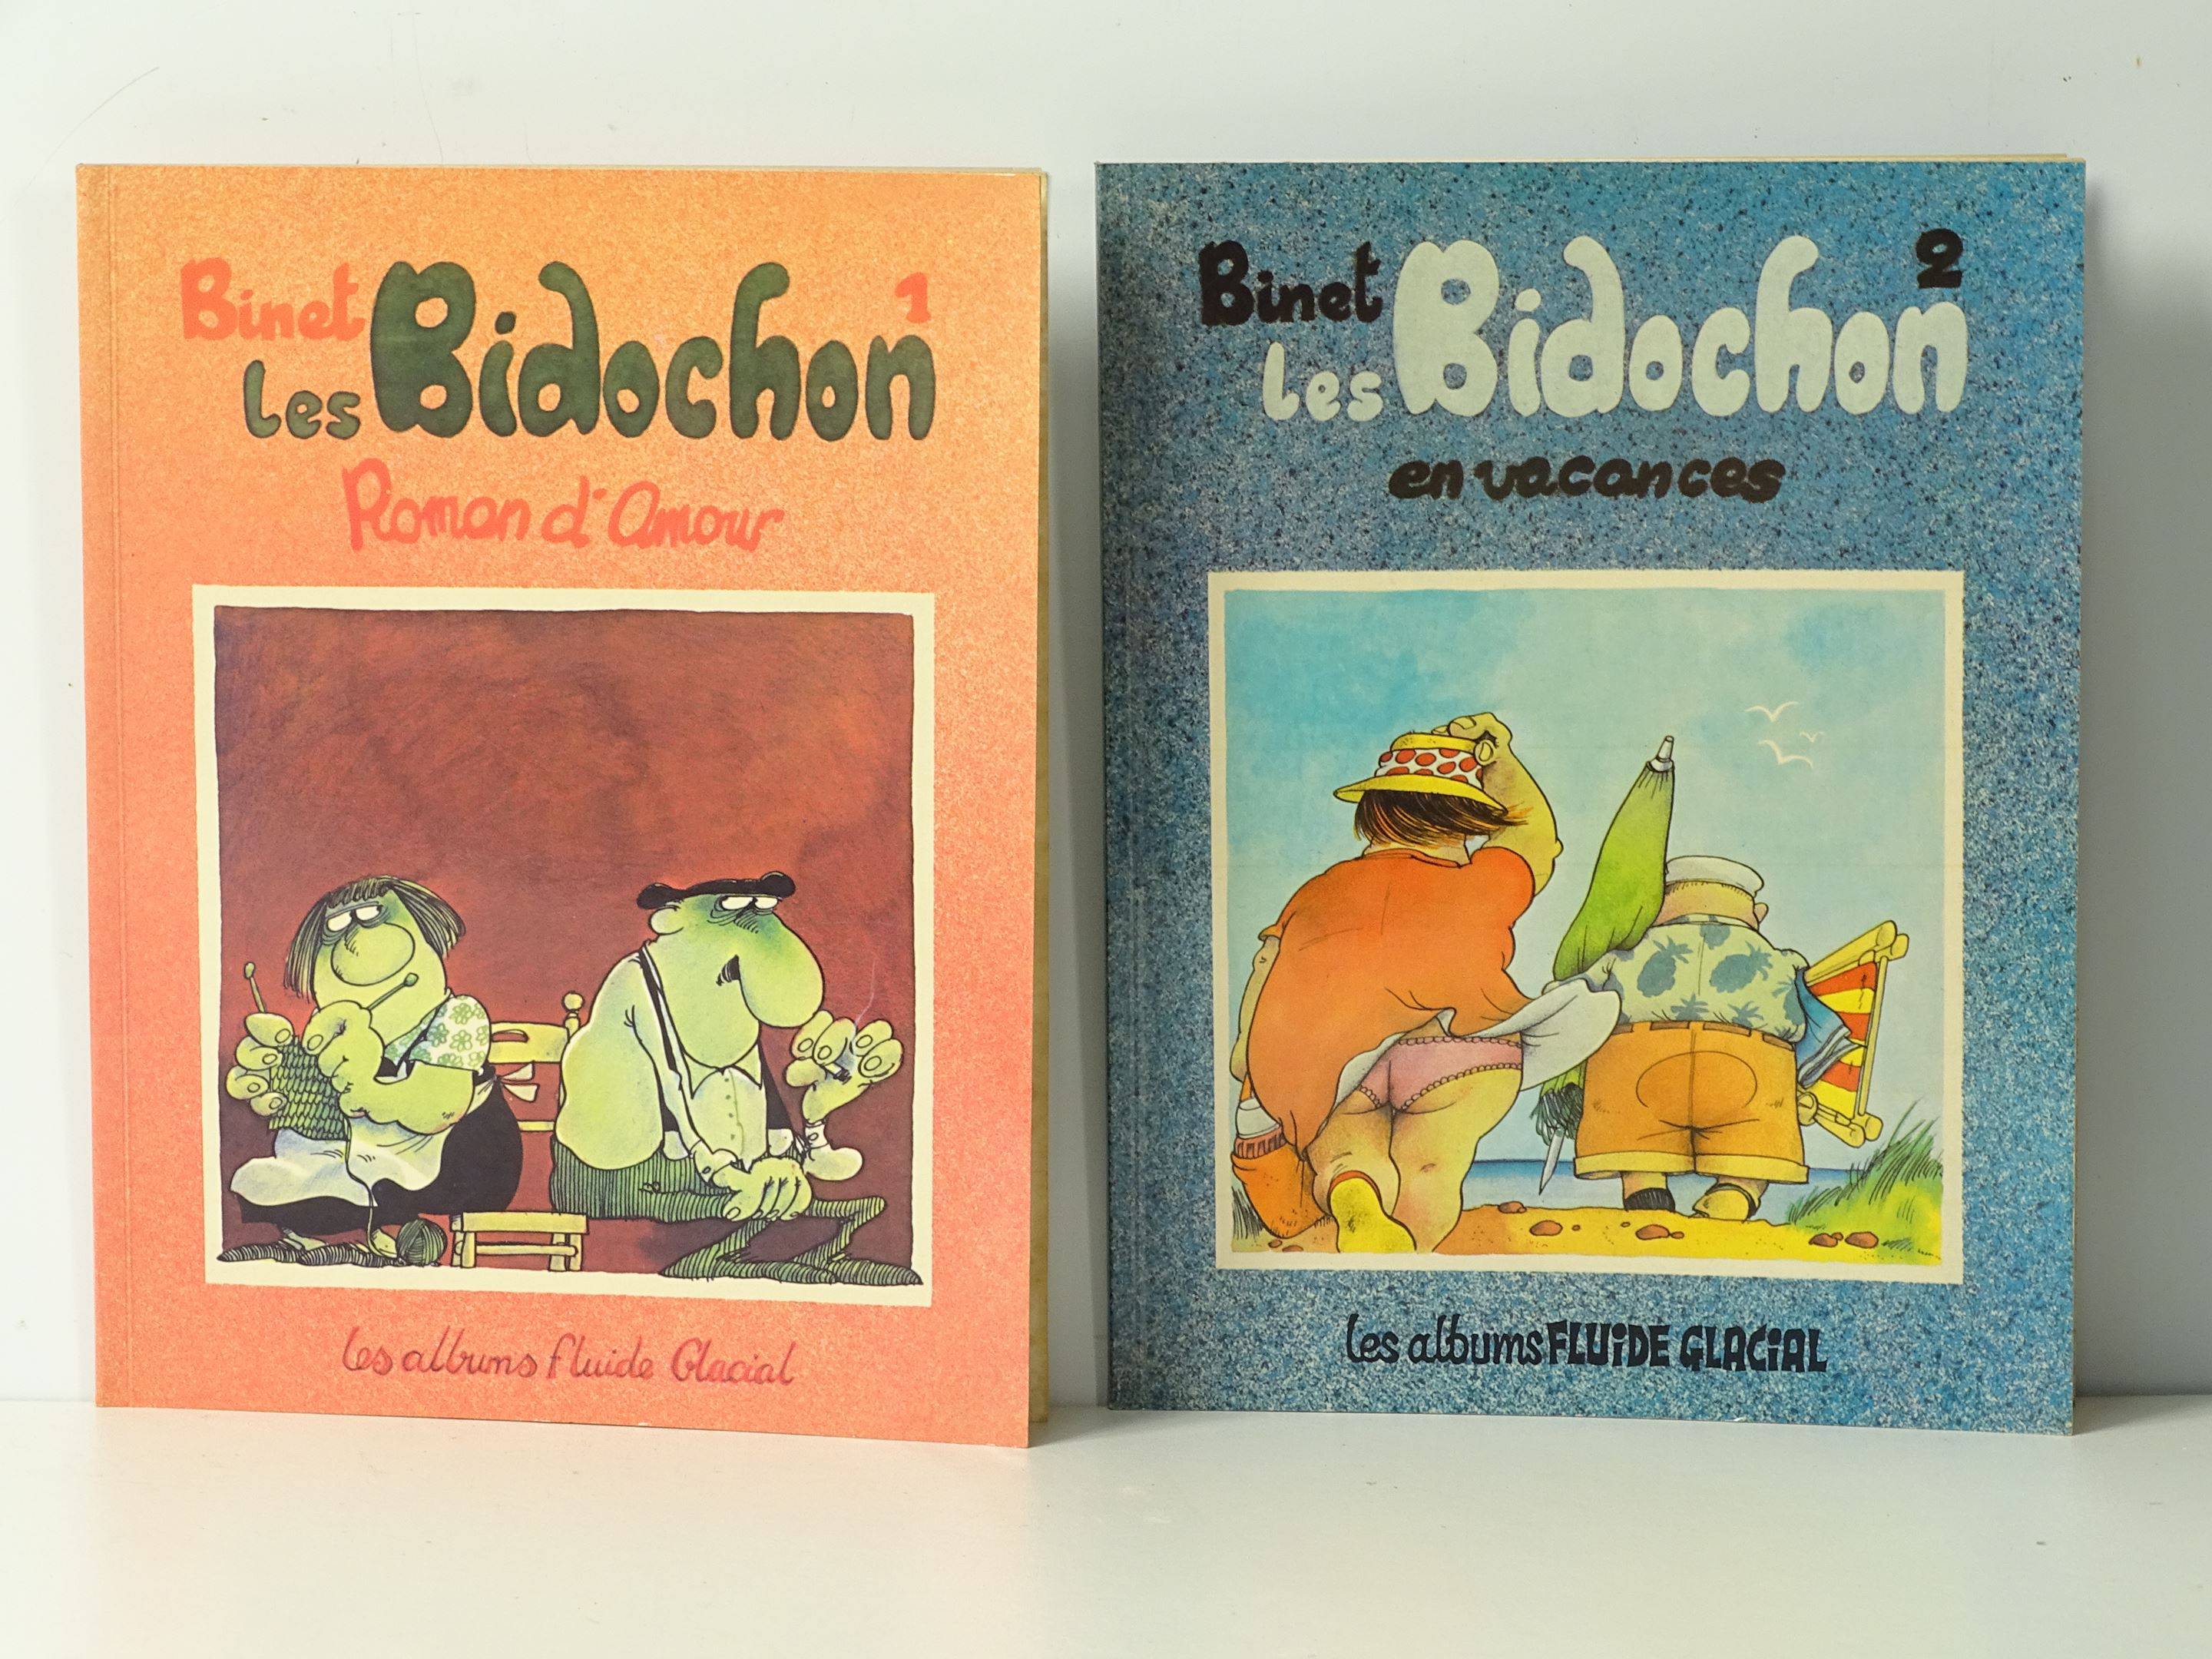 Binet
1
Les Bidochon
Roman d'Amour
les albums fluide Glacial
Binet
2
Les Bidochon
en vacances
les albums FLUIDE GLACIAL